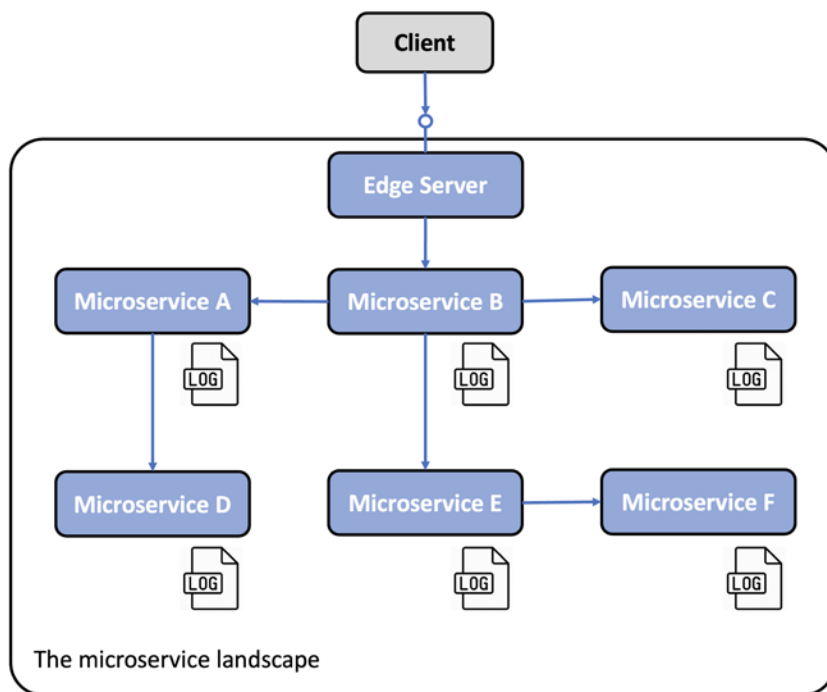 Client
Edge Server
Microservice A
Microservice B
Microservice C
LOG
LOG
LOG
Microservice D
Microservice E
Microservice F
LOG
LOG
LOG
The microservice landscape